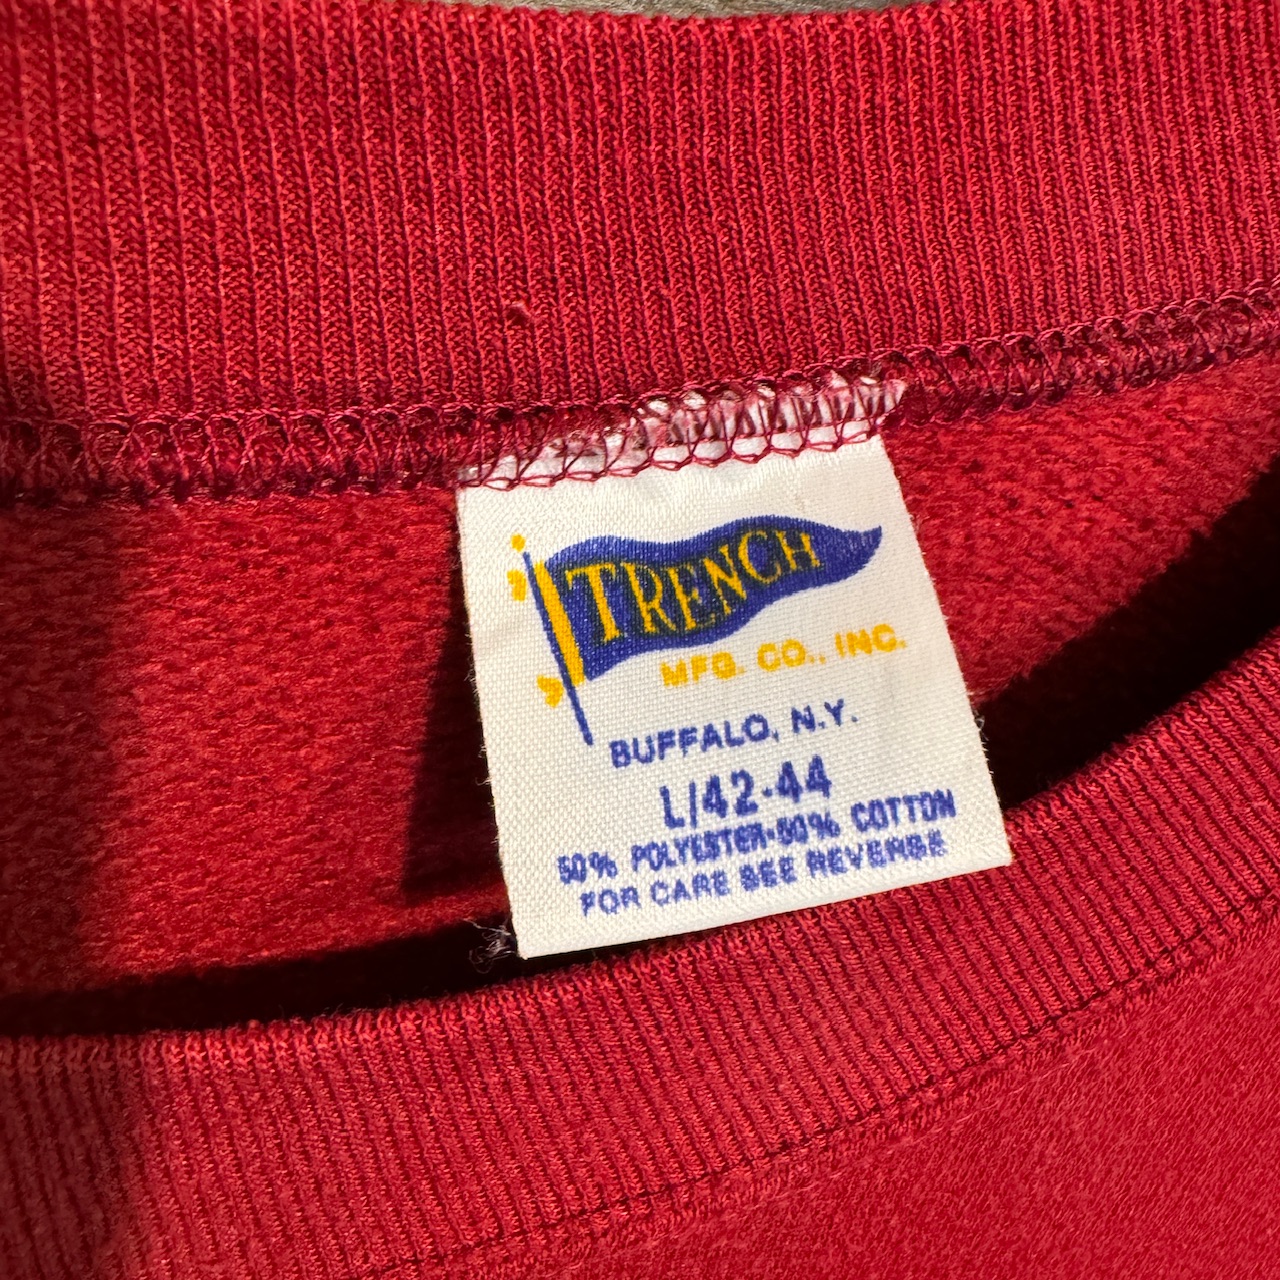 TRENCH
MFG. CO., INC.
BUFFALO, N.Y.
L/42-44
50% POLYESTER-50% COTTON
FOR CARE SEE REVERSE